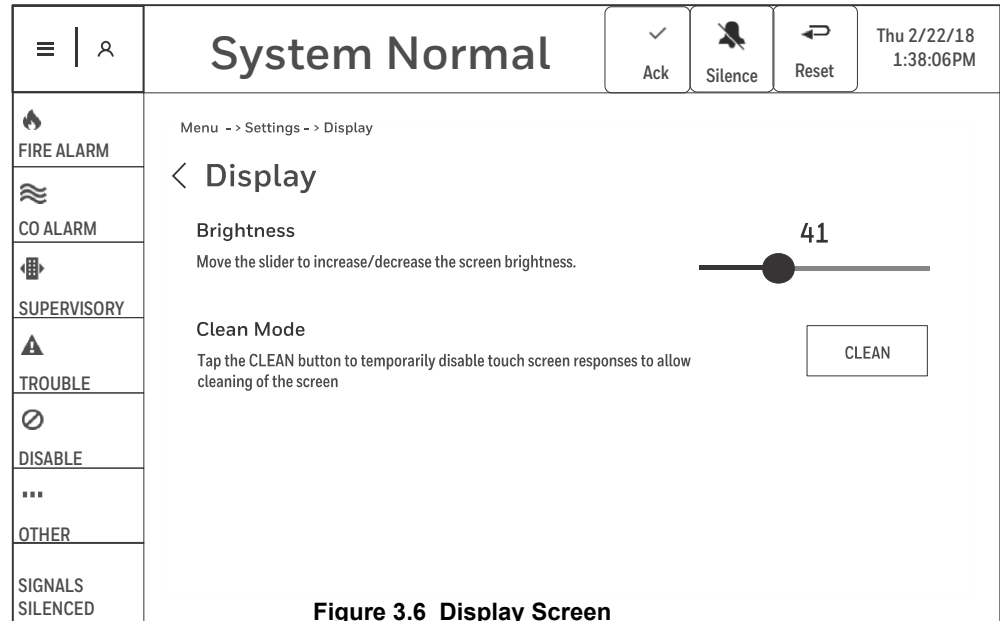 System Normal
Ack
Silence
Reset
Thu 2/22/18
1:38:06PM
FIRE ALARM
CO ALARM
SUPERVISORY
TROUBLE
DISABLE
OTHER
SIGNALS
SILENCED
Menu -> Settings -> Display
Display
Brightness
Move the slider to increase/decrease the screen brightness.
41
Clean Mode
Tap the CLEAN button to temporarily disable touch screen responses to allow
cleaning of the screen
CLEAN
Figure 3.6 Display Screen